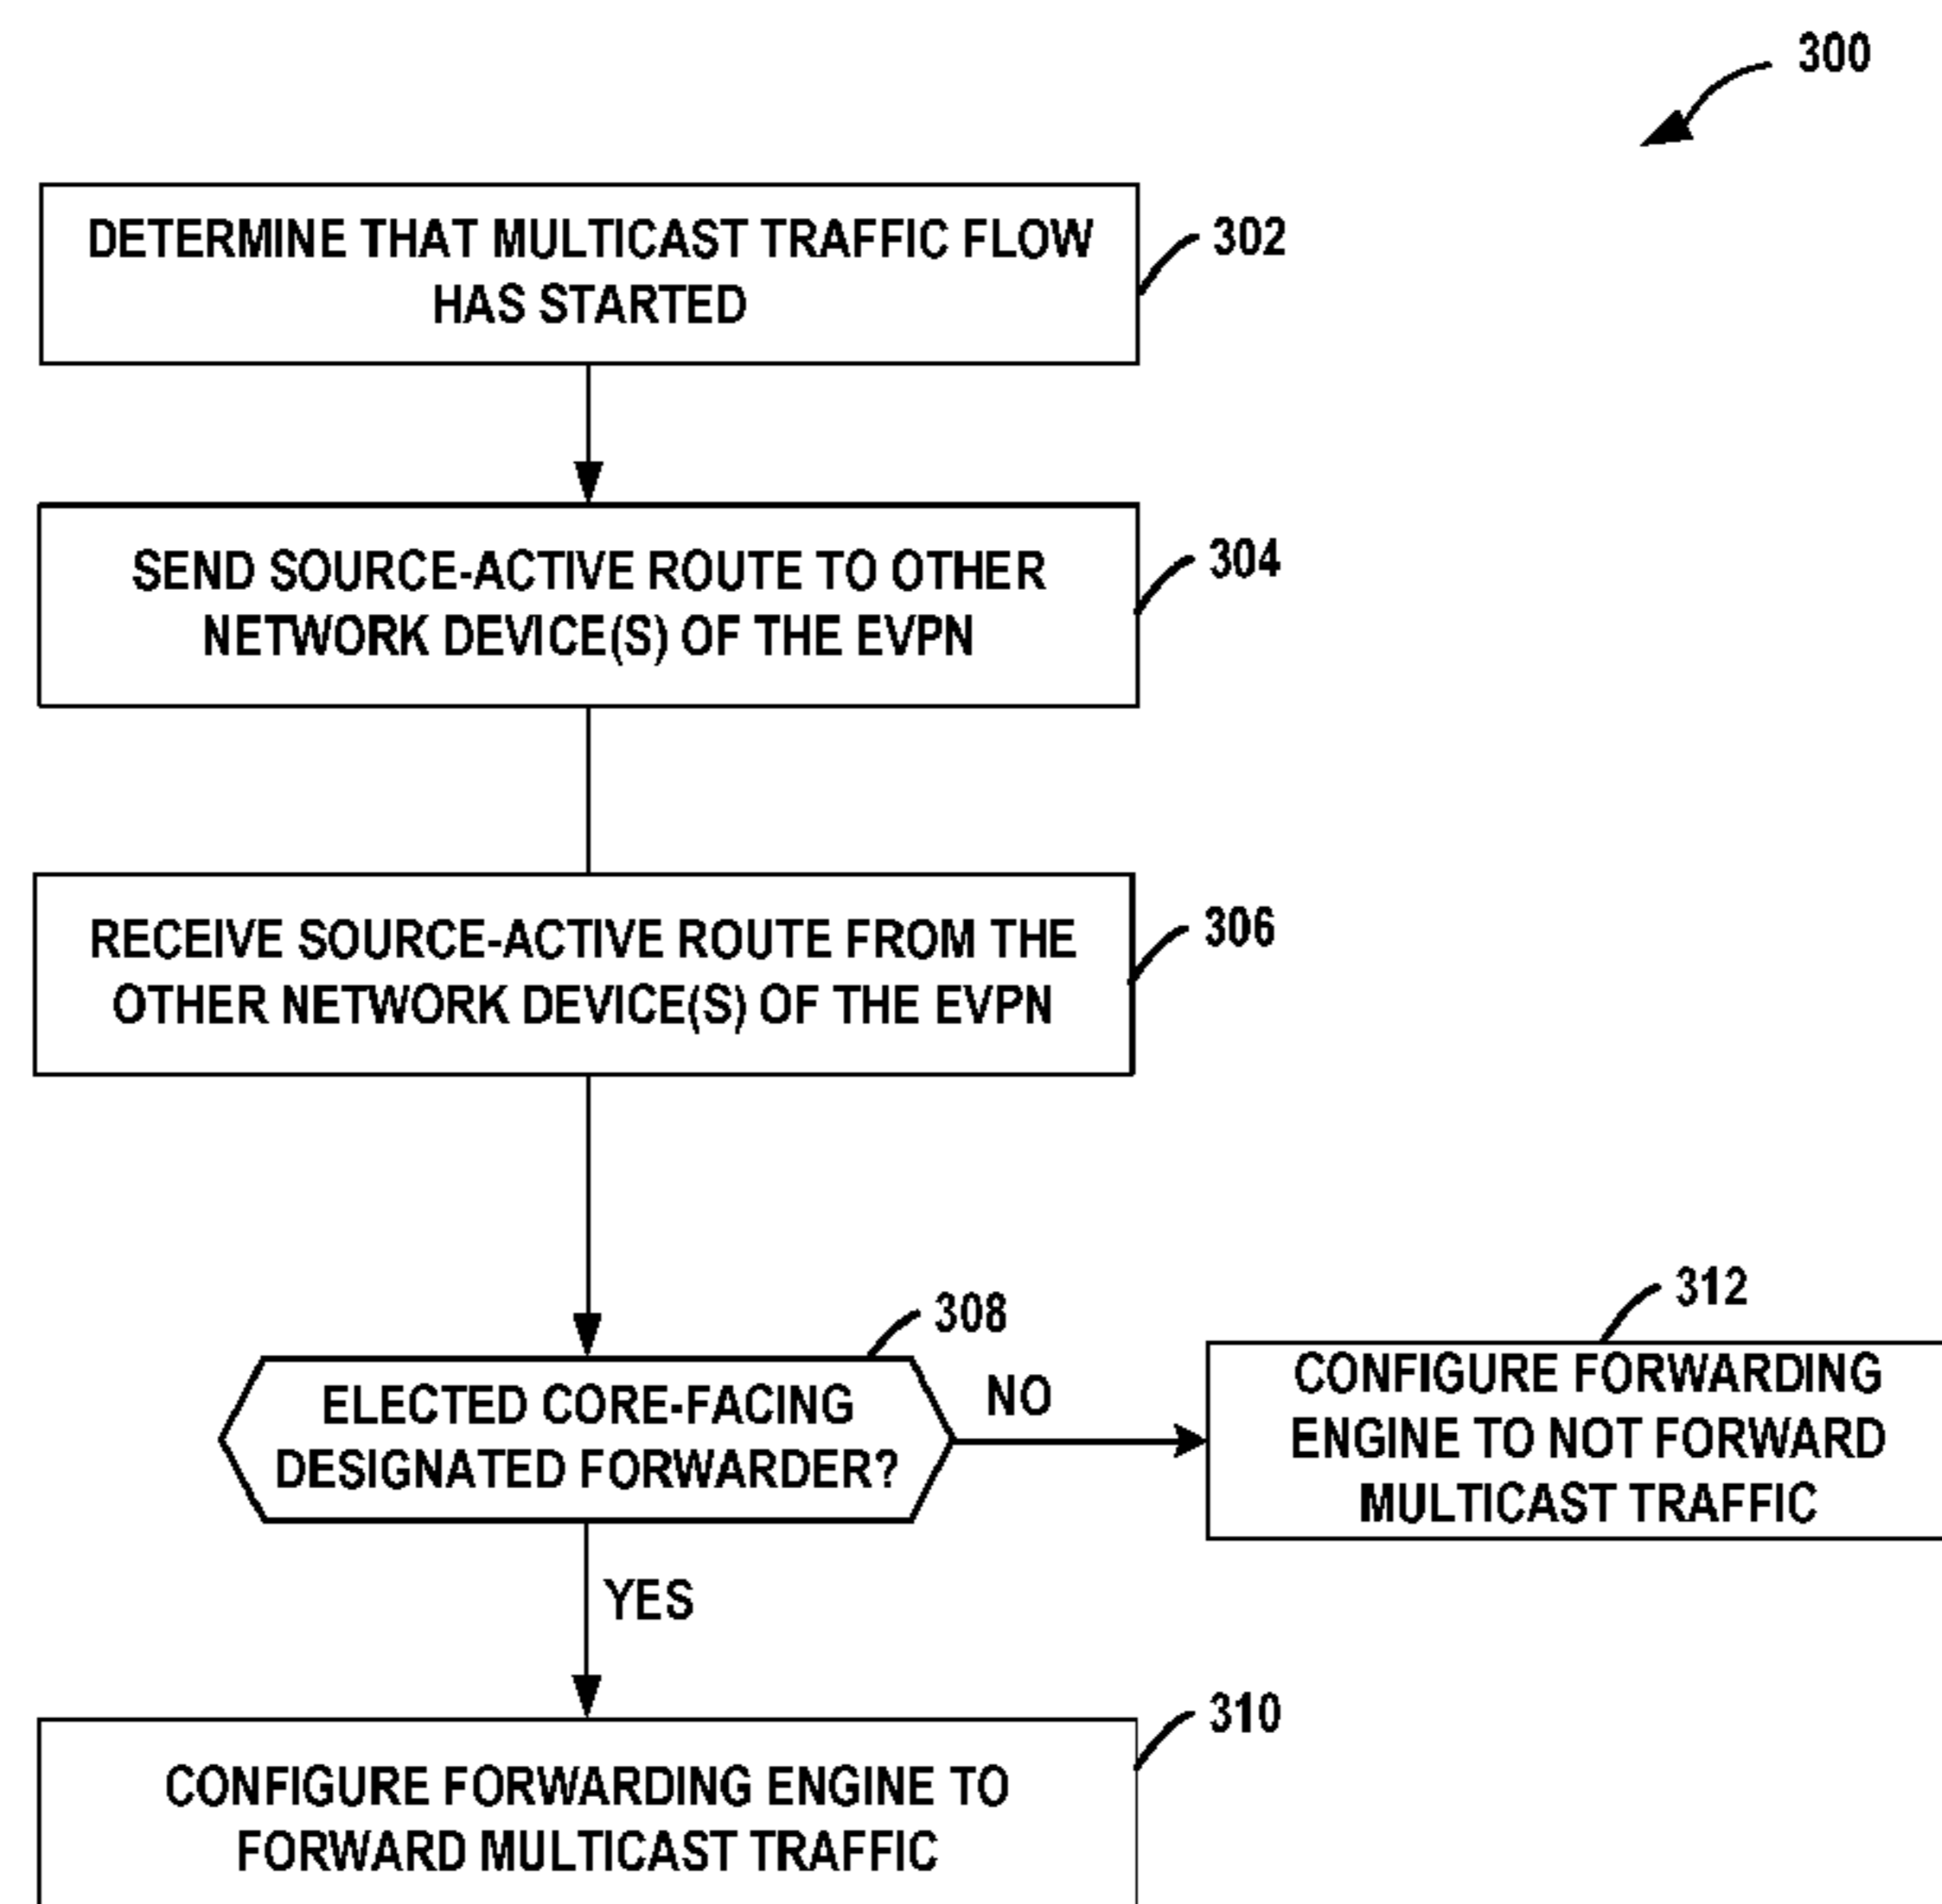 300
DETERMINE THAT MULTICAST TRAFFIC FLOW
HAS STARTED
302
SEND SOURCE-ACTIVE ROUTE TO OTHER
NETWORK DEVICE(S) OF THE EVPN
304
RECEIVE SOURCE-ACTIVE ROUTE FROM THE
OTHER NETWORK DEVICE(S) OF THE EVPN
306
308
ELECTED CORE-FACING
DESIGNATED FORWARDER?
NO
312
CONFIGURE FORWARDING
ENGINE TO NOT FORWARD
MULTICAST TRAFFIC
YES
310
CONFIGURE FORWARDING ENGINE TO
FORWARD MULTICAST TRAFFIC